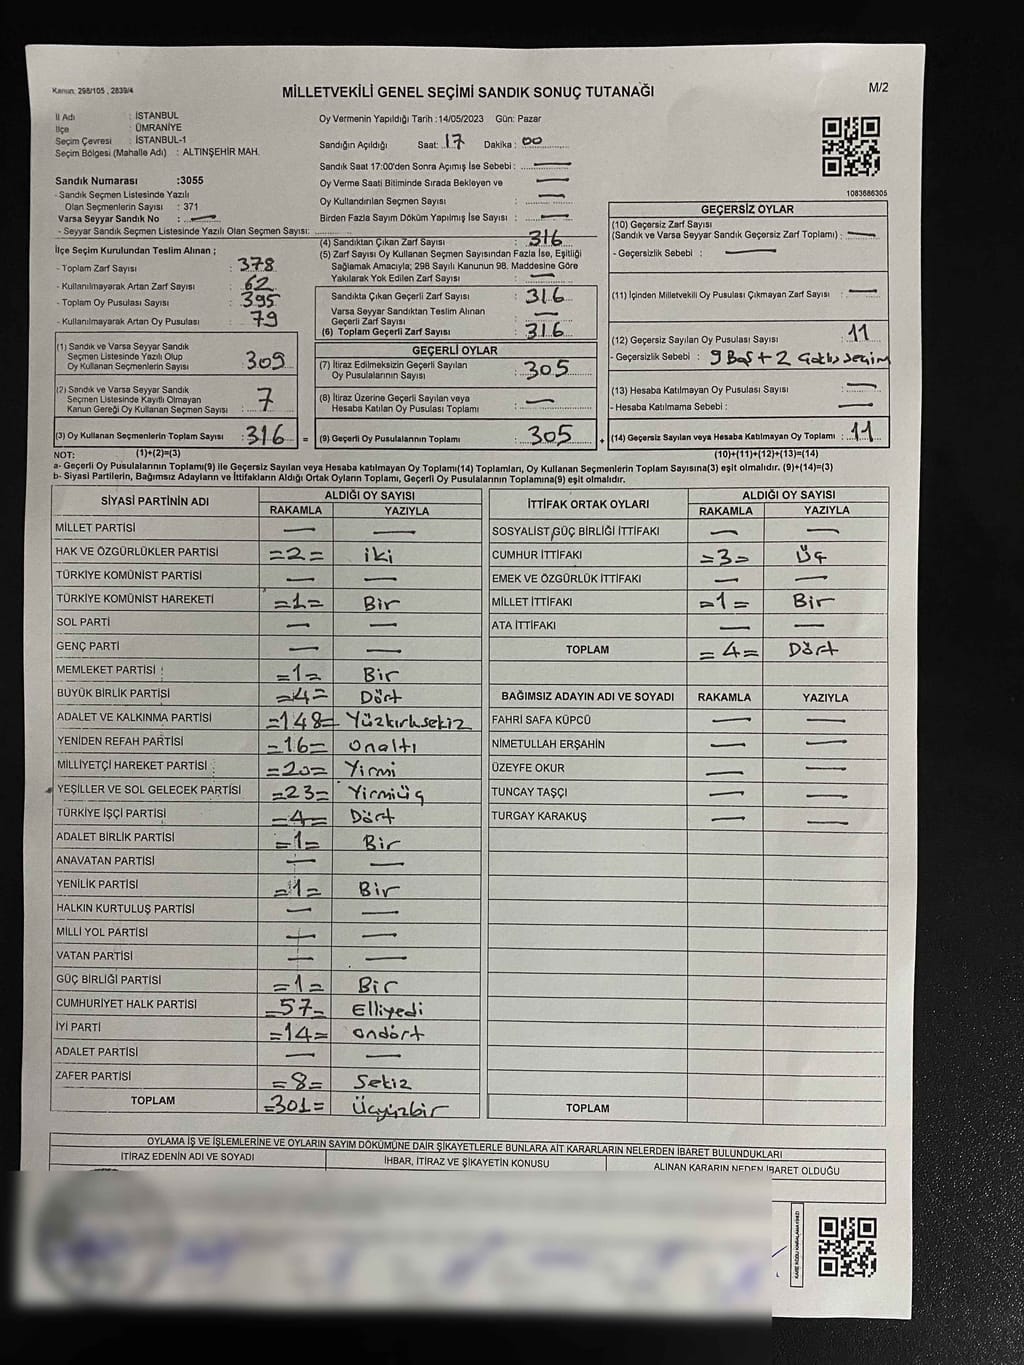 Kanun: 298/105 , 2839/4
MİLLETVEKİLİ GENEL SEÇİMİ SANDIK SONUÇ TUTANAĞI
M/2
İl Adı : İSTANBUL
İlçe : ÜMRANİYE
Seçim Çevresi : İSTANBUL-1
Seçim Bölgesi (Mahalle Adı) : ALTINŞEHİR MAH.
Sandık Numarası :3055
- Sandık Seçmen Listesinde Yazılı
Olan Seçmenlerin Sayısı : 371
Varsa Seyyar Sandık No : —
- Seyyar Sandık Seçmen Listesinde Yazılı Olan Seçmen Sayısı:
Oy Vermenin Yapıldığı Tarih :14/05/2023 Gün: Pazar
Sandığın Açıldığı Saat: 17 Dakika : 00
Sandık Saat 17:00'den Sonra Açımış İse Sebebi : —
Oy Verme Saati Bitiminde Sırada Bekleyen ve —
Oy Kullandırılan Seçmen Sayısı : —
Birden Fazla Sayım Döküm Yapılmış İse Sayısı : —
1083686305
İlçe Seçim Kurulundan Teslim Alınan ;
- Toplam Zarf Sayısı : 378
- Kullanılmayarak Artan Zarf Sayısı : 62
- Toplam Oy Pusulası Sayısı : 395
- Kullanılmayarak Artan Oy Pusulası : 79
(1) Sandık ve Varsa Seyyar Sandık
Seçmen Listesinde Yazılı Olup
Oy Kullanan Seçmenlerin Sayısı : 309
(2) Sandık ve Varsa Seyyar Sandık
Seçmen Listesinde Kayıtlı Olmayan
Kanun Gereği Oy Kullanan Seçmen Sayısı : 7
(3) Oy Kullanan Seçmenlerin Toplam Sayısı : 316 =
(4) Sandıktan Çıkan Zarf Sayısı : 316
(5) Zarf Sayısı Oy Kullanan Seçmen Sayısından Fazla İse, Eşitliği
Sağlamak Amacıyla; 298 Sayılı Kanunun 98. Maddesine Göre
Yakılarak Yok Edilen Zarf Sayısı : —
Sandıkta Çıkan Geçerli Zarf Sayısı : 316
Varsa Seyyar Sandıktan Teslim Alınan
Geçerli Zarf Sayısı : —
(6) Toplam Geçerli Zarf Sayısı : 316
GEÇERLİ OYLAR
(7) İtiraz Edilmeksizin Geçerli Sayılan
Oy Pusulalarının Sayısı : 305
(8) İtiraz Üzerine Geçerli Sayılan veya
Hesaba Katılan Oy Pusulası Toplamı : —
(9) Geçerli Oy Pusulalarının Toplamı : 305 +
GEÇERSİZ OYLAR
(10) Geçersiz Zarf Sayısı
(Sandık ve Varsa Seyyar Sandık Geçersiz Zarf Toplamı) : —
- Geçersizlik Sebebi : —
(11) İçinden Milletvekili Oy Pusulası Çıkmayan Zarf Sayısı : —
(12) Geçersiz Sayılan Oy Pusulası Sayısı : 11
- Geçersizlik Sebebi : 9 Boş + 2 Çoklu seçim
(13) Hesaba Katılmayan Oy Pusulası Sayısı : —
- Hesaba Katılmama Sebebi : —
(14) Geçersiz Sayılan veya Hesaba Katılmayan Oy Toplamı : 11
NOT: (1)+(2)=(3) (10)+(11)+(12)+(13)=(14)
a- Geçerli Oy Pusulalarının Toplamı(9) ile Geçersiz Sayılan veya Hesaba katılmayan Oy Toplamı(14) Toplamları, Oy Kullanan Seçmenlerin Toplam Sayısına(3) eşit olmalıdır. (9)+(14)=(3)
b- Siyasi Partilerin, Bağımsız Adayların ve İttifakların Aldığı Ortak Oyların Toplamı, Geçerli Oy Pusulalarının Toplamına(9) eşit olmalıdır.
SİYASİ PARTİNİN ADI ALDIĞI OY SAYISI
RAKAMLA YAZIYLA
MİLLET PARTİSİ — —
HAK VE ÖZGÜRLÜKLER PARTİSİ =2= iki
TÜRKİYE KOMÜNİST PARTİSİ — —
TÜRKİYE KOMÜNİST HAREKETİ =1= Bir
SOL PARTİ — —
GENÇ PARTİ — —
MEMLEKET PARTİSİ =1= Bir
BÜYÜK BİRLİK PARTİSİ =4= Dört
ADALET VE KALKINMA PARTİSİ =148= Yüzkırksekiz
YENİDEN REFAH PARTİSİ =16= onaltı
MİLLİYETÇİ HAREKET PARTİSİ =20= Yirmi
YEŞİLLER VE SOL GELECEK PARTİSİ =23= Yirmiüç
TÜRKİYE İŞÇİ PARTİSİ =4= Dört
ADALET BİRLİK PARTİSİ =1= Bir
ANAVATAN PARTİSİ — —
YENİLİK PARTİSİ =1= Bir
HALKIN KURTULUŞ PARTİSİ — —
MİLLİ YOL PARTİSİ — —
VATAN PARTİSİ — —
GÜÇ BİRLİĞİ PARTİSİ =1= Bir
CUMHURİYET HALK PARTİSİ =57= Elliyedi
İYİ PARTİ =14= ondört
ADALET PARTİSİ — —
ZAFER PARTİSİ =8= Sekiz
TOPLAM =301= Üçyüzbir
İTTİFAK ORTAK OYLARI ALDIĞI OY SAYISI
RAKAMLA YAZIYLA
SOSYALİST GÜÇ BİRLİĞİ İTTİFAKI — —
CUMHUR İTTİFAKI =3= Üç
EMEK VE ÖZGÜRLÜK İTTİFAKI — —
MİLLET İTTİFAKI =1= Bir
ATA İTTİFAKI — —
TOPLAM =4= Dört
BAĞIMSIZ ADAYIN ADI VE SOYADI RAKAMLA YAZIYLA
FAHRİ SAFA KÜPCÜ — —
NİMETULLAH ERŞAHİN — —
ÜZEYFE OKUR — —
TUNCAY TAŞÇI — —
TURGAY KARAKUŞ — —
TOPLAM
OYLAMA İŞ VE İŞLEMLERİNE VE OYLARIN SAYIM DÖKÜMÜNE DAİR ŞİKAYETLERLE BUNLARA AİT KARARLARIN NELERDEN İBARET BULUNDUKLARI
İTİRAZ EDENİN ADI VE SOYADI İHBAR, İTİRAZ VE ŞİKAYETİN KONUSU ALINAN KARARIN NEDEN İBARET OLDUĞU